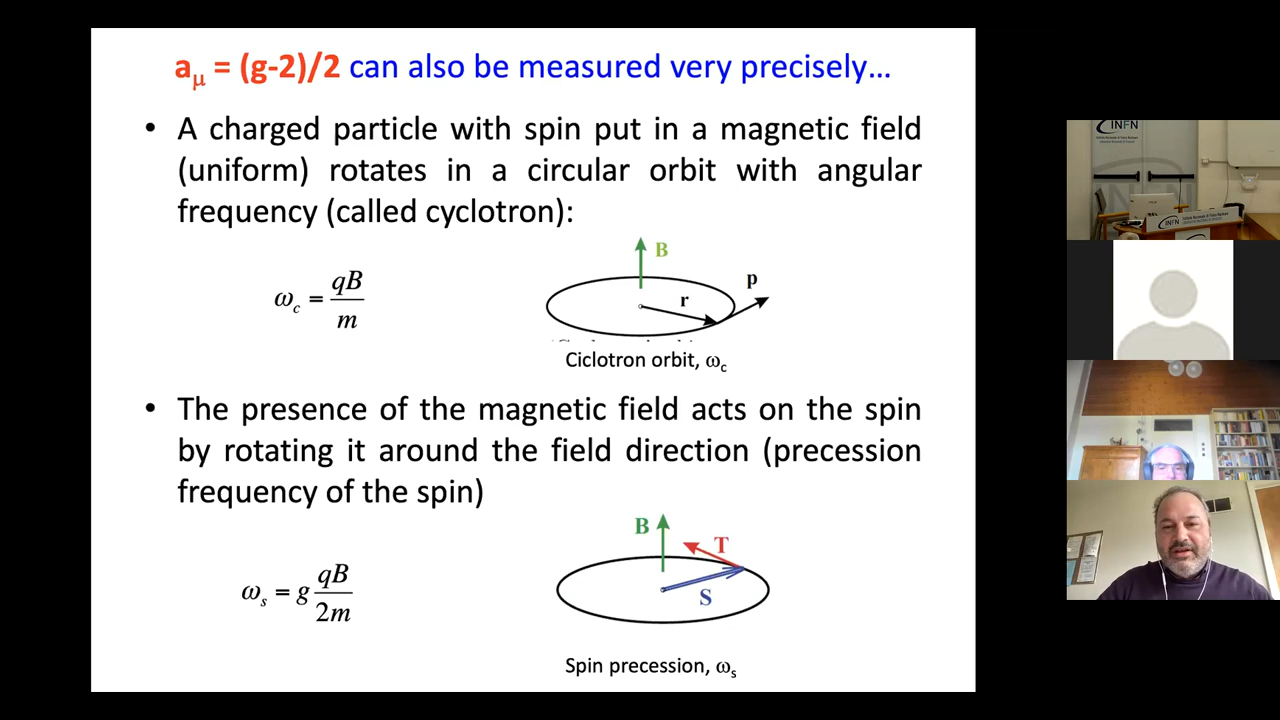 aμ = (g-2)/2 can also be measured very precisely…
• A charged particle with spin put in a magnetic field
(uniform) rotates in a circular orbit with angular
frequency (called cyclotron):
ωc = qB/m
B
r
p
Ciclotron orbit, ωc
• The presence of the magnetic field acts on the spin
by rotating it around the field direction (precession
frequency of the spin)
ωs = g qB/2m
B
T
S
Spin precession, ωs
INFN
INFN